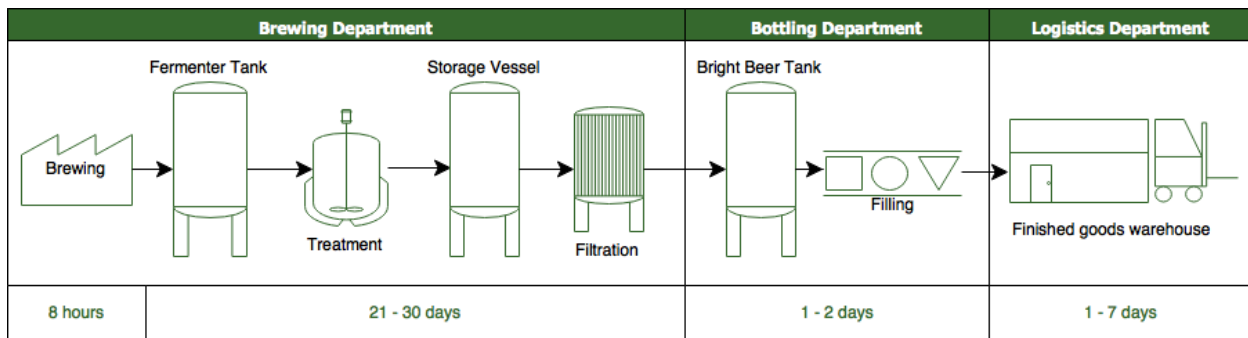 Brewing Department
Bottling Department
Logistics Department
Fermenter Tank
Storage Vessel
Bright Beer Tank
Brewing
Treatment
Filtration
Filling
Finished goods warehouse
8 hours
21 - 30 days
1 - 2 days
1 - 7 days